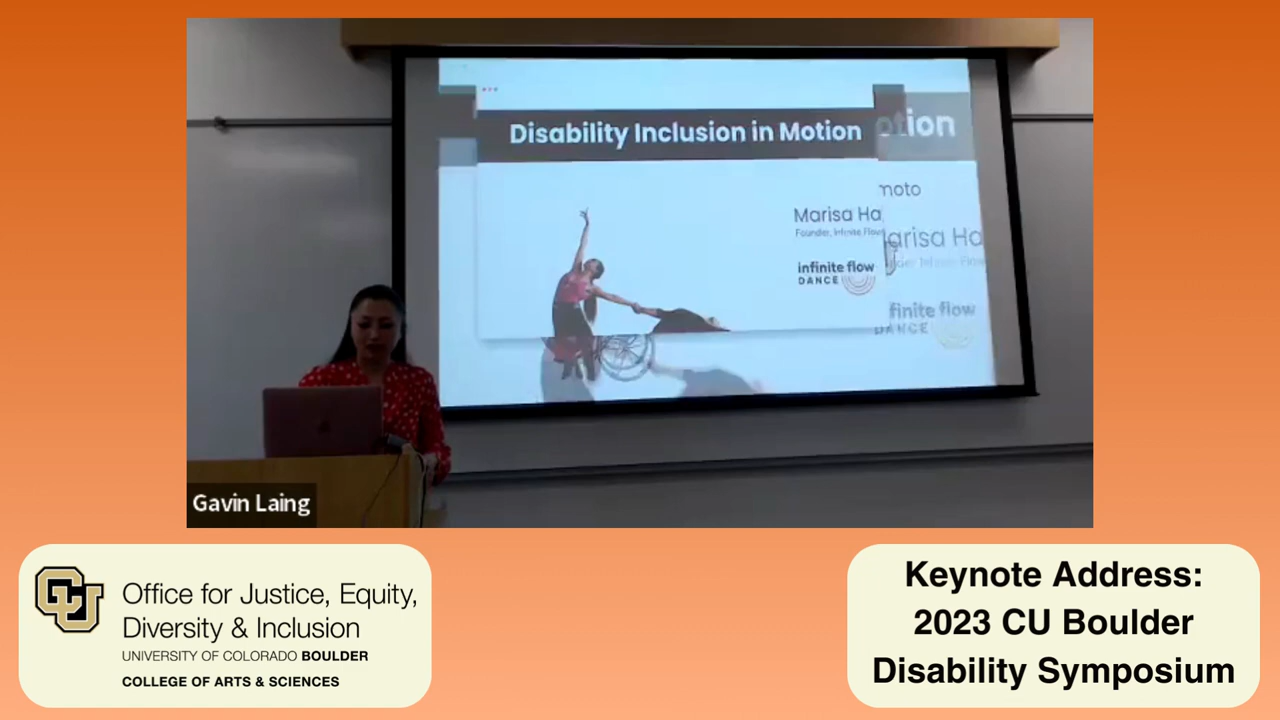 Disability Inclusion in Motion
otion
moto
Marisa Ha
Founder, Infinite Flow
arisa Ha
infinite flow
DANCE
finite flow
DANCE
Gavin Laing
CU
Office for Justice, Equity,
Diversity & Inclusion
UNIVERSITY OF COLORADO BOULDER
COLLEGE OF ARTS & SCIENCES
Keynote Address:
2023 CU Boulder
Disability Symposium